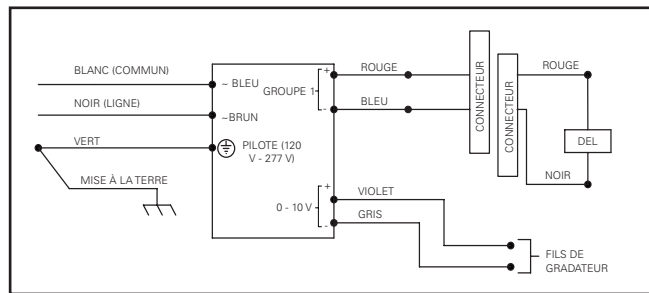 BLANC (COMMUN)
~ BLEU
NOIR (LIGNE)
~BRUN
VERT
PILOTE (120
V - 277 V)
MISE À LA TERRE
GROUPE 1
+
-
0 - 10 V
+
-
ROUGE
BLEU
VIOLET
GRIS
CONNECTEUR
CONNECTEUR
ROUGE
DEL
NOIR
FILS DE
GRADATEUR